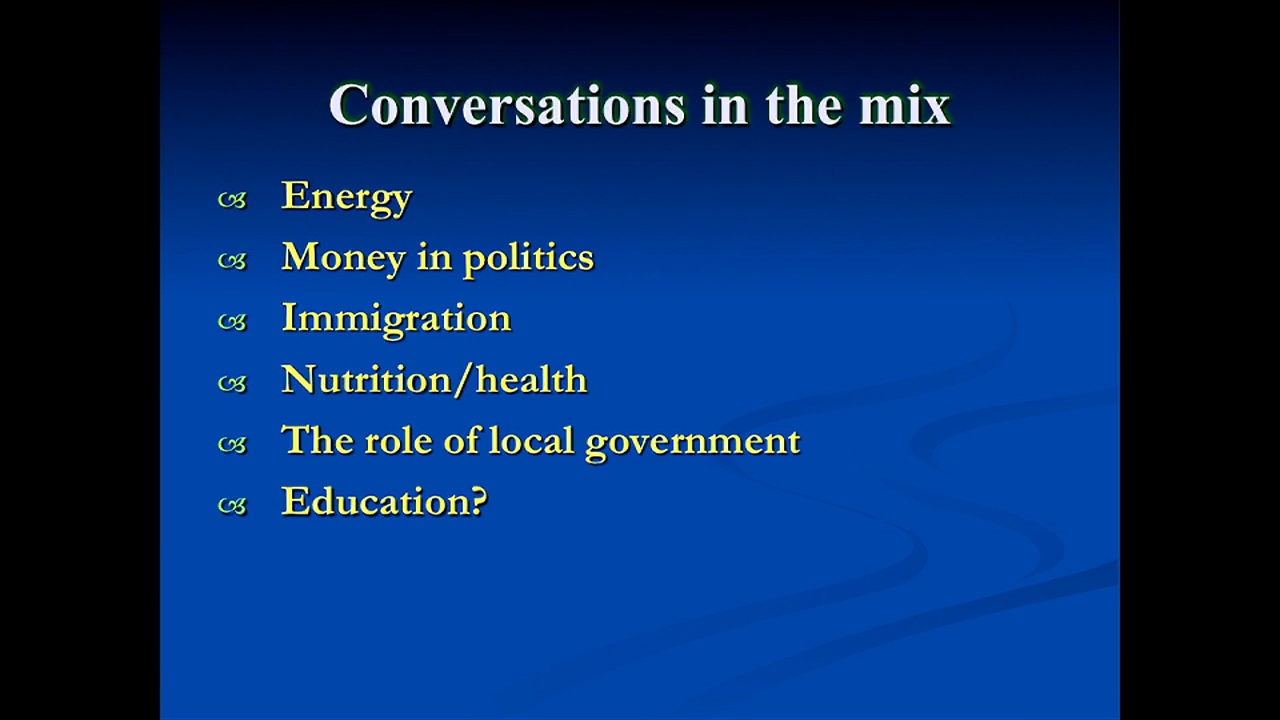 Conversations in the mix
Energy
Money in politics
Immigration
Nutrition/health
The role of local government
Education?